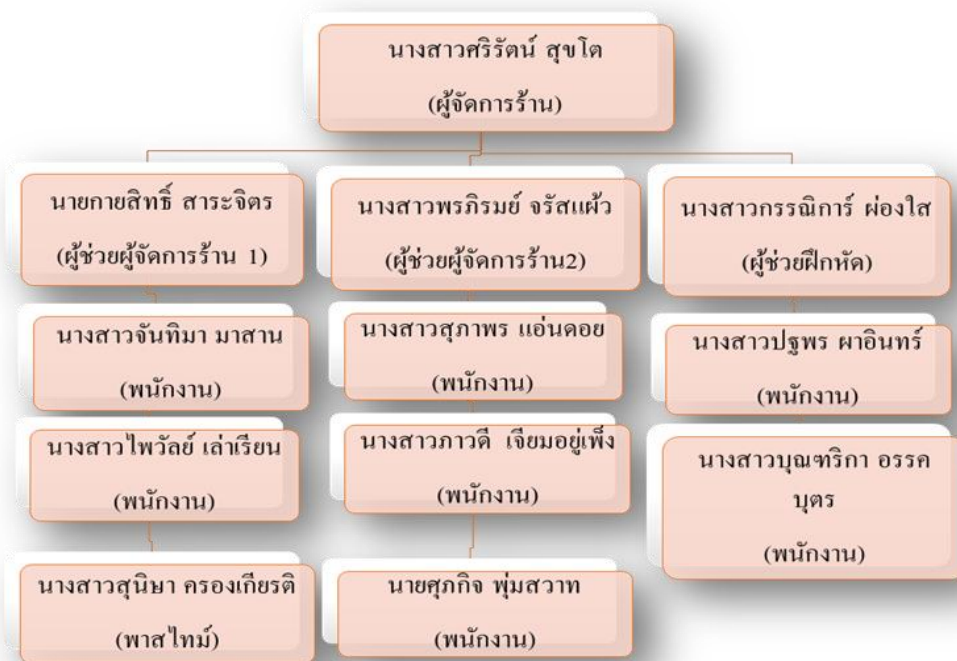 นางสาวศริรัตน์ สุขโต
(ผู้จัดการร้าน)
นายกายสิทธิ์ สาระจิตร
(ผู้ช่วยผู้จัดการร้าน 1)
นางสาวพรภิรมย์ จรัสแผ้ว
(ผู้ช่วยผู้จัดการร้าน2)
นางสาวกรรณิการ์ ผ่องใส
(ผู้ช่วยฝึกหัด)
นางสาวจันทิมา มาสาน
(พนักงาน)
นางสาวสุภาพร แอ่นดอย
(พนักงาน)
นางสาวปฐพร ผาอินทร์
(พนักงาน)
นางสาวไพวัลย์ เล่าเรียน
(พนักงาน)
นางสาวภาวดี เจียมอยู่เพ็ง
(พนักงาน)
นางสาวบุณฑริกา อรรค
บุตร
(พนักงาน)
นางสาวสุนิษา ครองเกียรติ
(พาสไทม์)
นายศุภกิจ พุ่มสวาท
(พนักงาน)